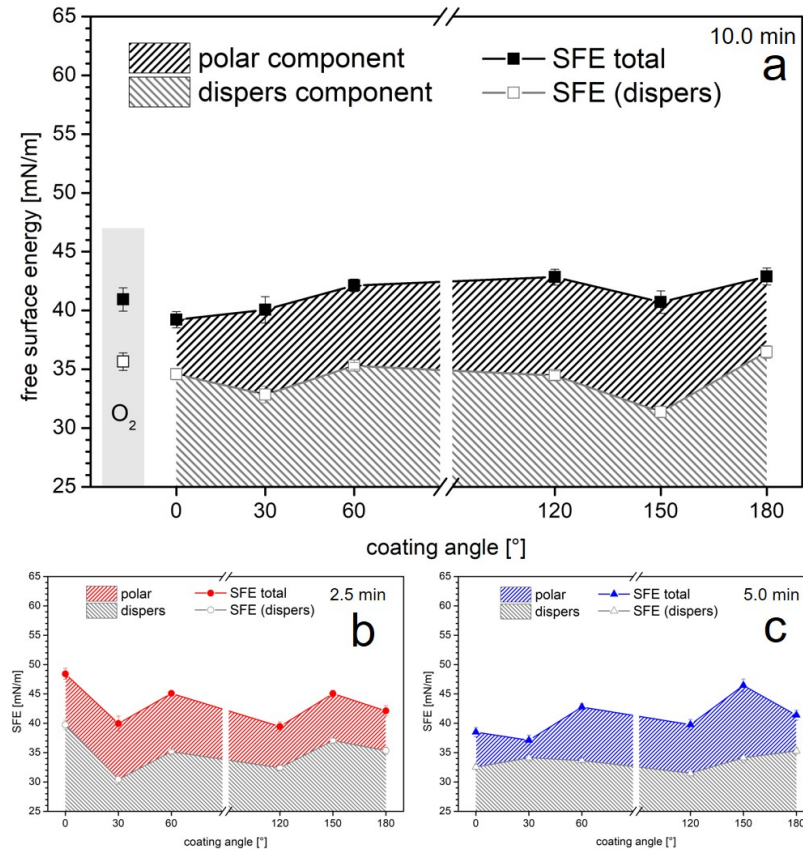 10.0 min
a
polar component
dispers component
SFE total
SFE (dispers)
free surface energy [mN/m]
65
60
55
50
45
40
35
30
25
O2
0 30 60 120 150 180
coating angle [°]
2.5 min
b
polar
dispers
SFE total
SFE (dispers)
SFE [mN/m]
65
60
55
50
45
40
35
30
25
0 30 60 120 150 180
coating angle [°]
5.0 min
c
polar
dispers
SFE total
SFE (dispers)
SFE [mN/m]
65
60
55
50
45
40
35
30
25
0 30 60 120 150 180
coating angle [°]